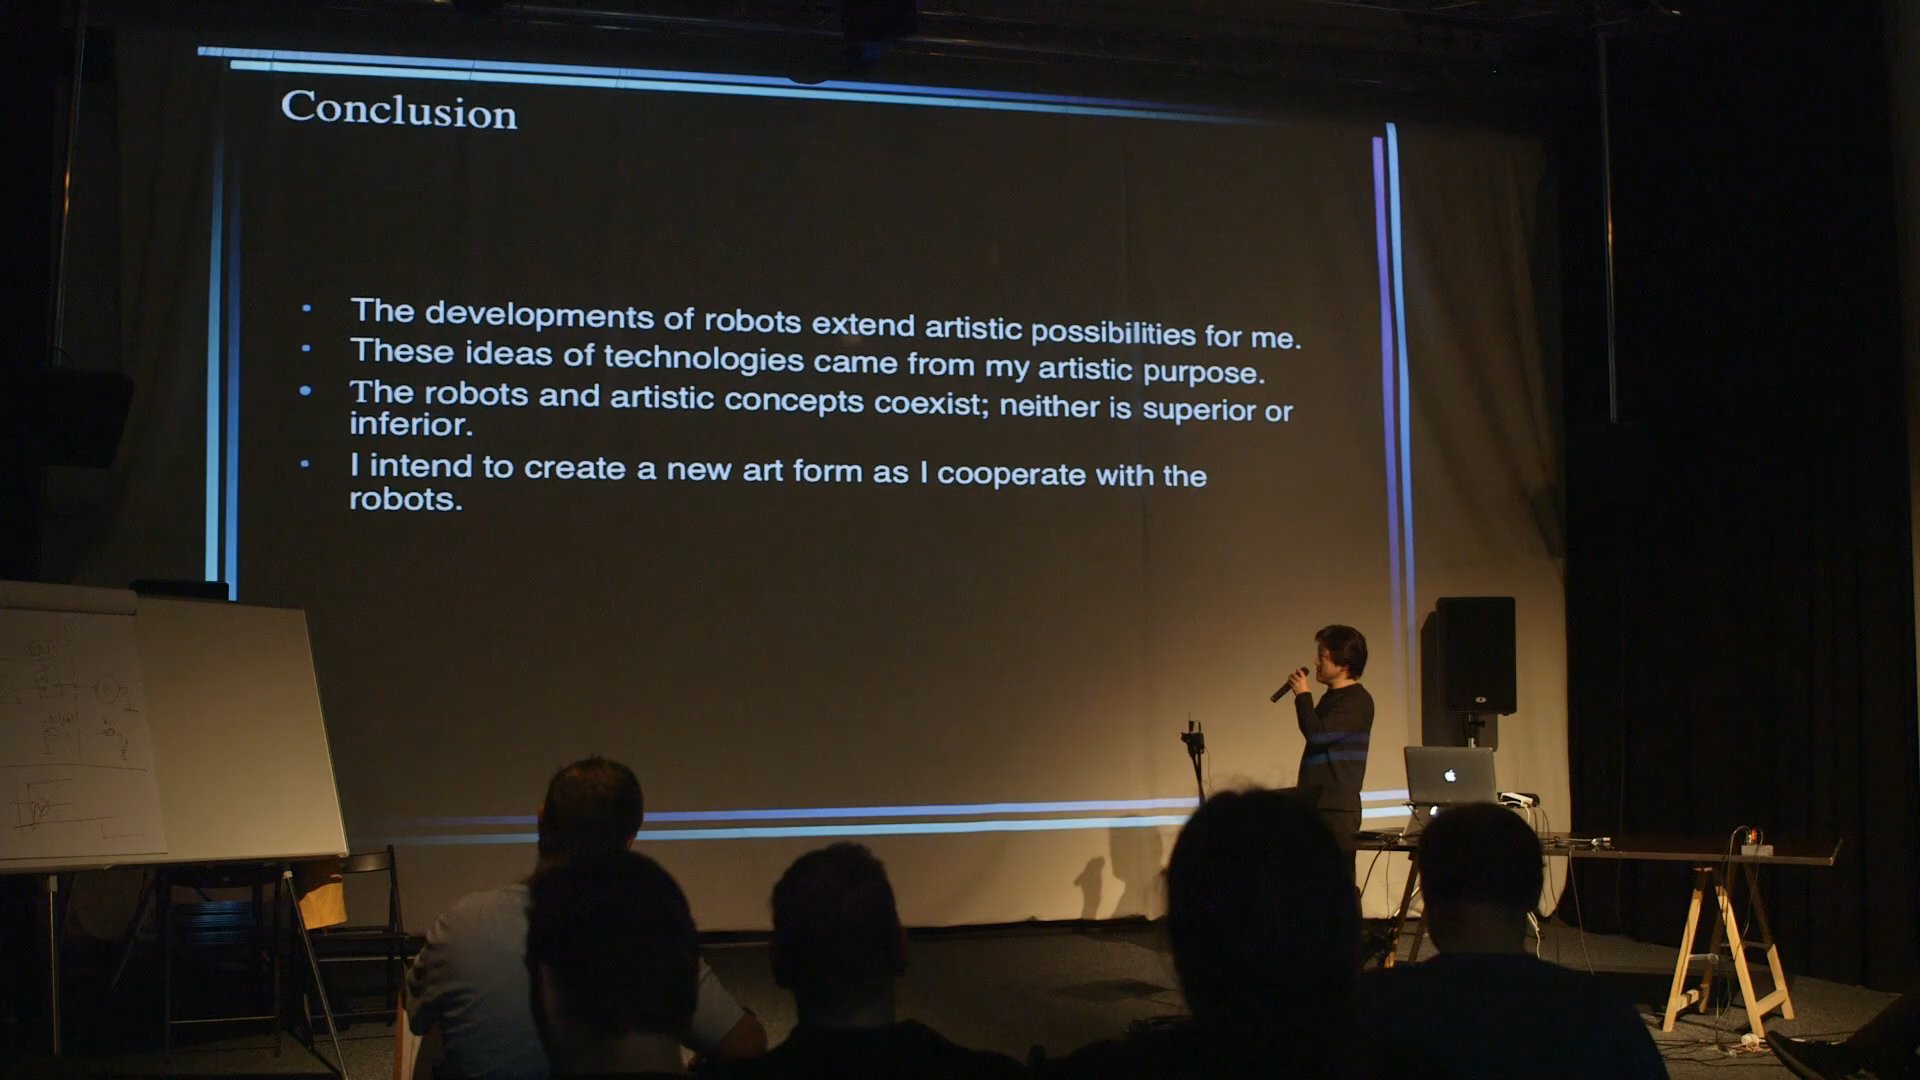 Conclusion
• The developments of robots extend artistic possibilities for me.
• These ideas of technologies came from my artistic purpose.
• The robots and artistic concepts coexist; neither is superior or
inferior.
• I intend to create a new art form as I cooperate with the
robots.